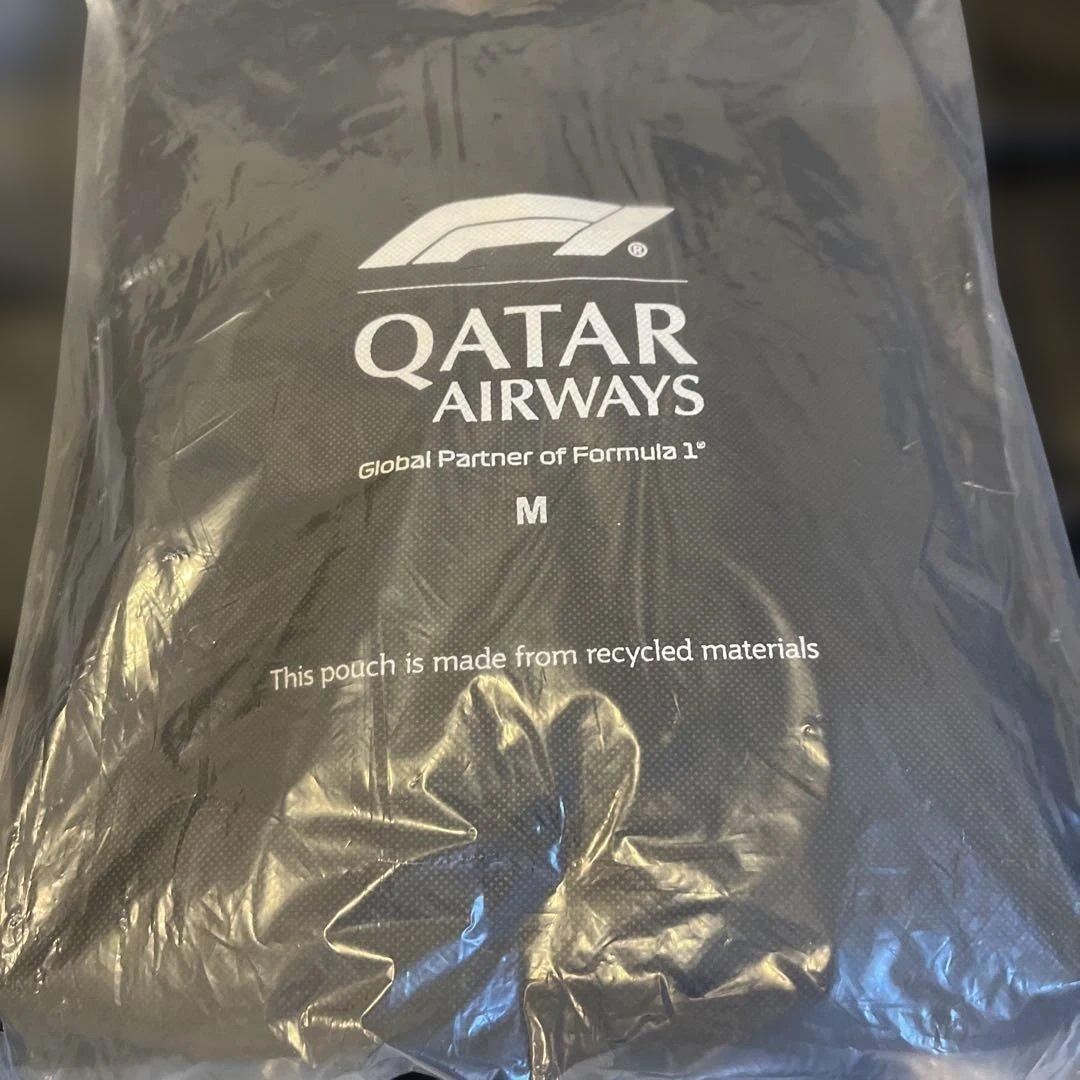 F1®
QATAR
AIRWAYS
Global Partner of Formula 1®
M
This pouch is made from recycled materials